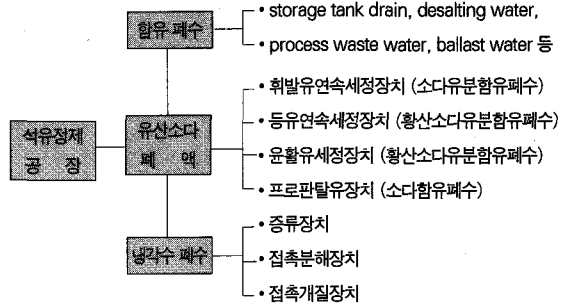 함유 폐수
• storage tank drain, desalting water,
• process waste water, ballast water 등
석유정제
공 장
유산소다
폐 액
• 휘발유연속세정장치 (소다유분함유폐수)
• 등유연속세정장치 (황산소다유분함유폐수)
• 윤활유세정장치 (황산소다유분함유폐수)
• 프로판탈유장치 (소다함유폐수)
냉각수 폐수
• 증류장치
• 접촉분해장치
• 접촉개질장치